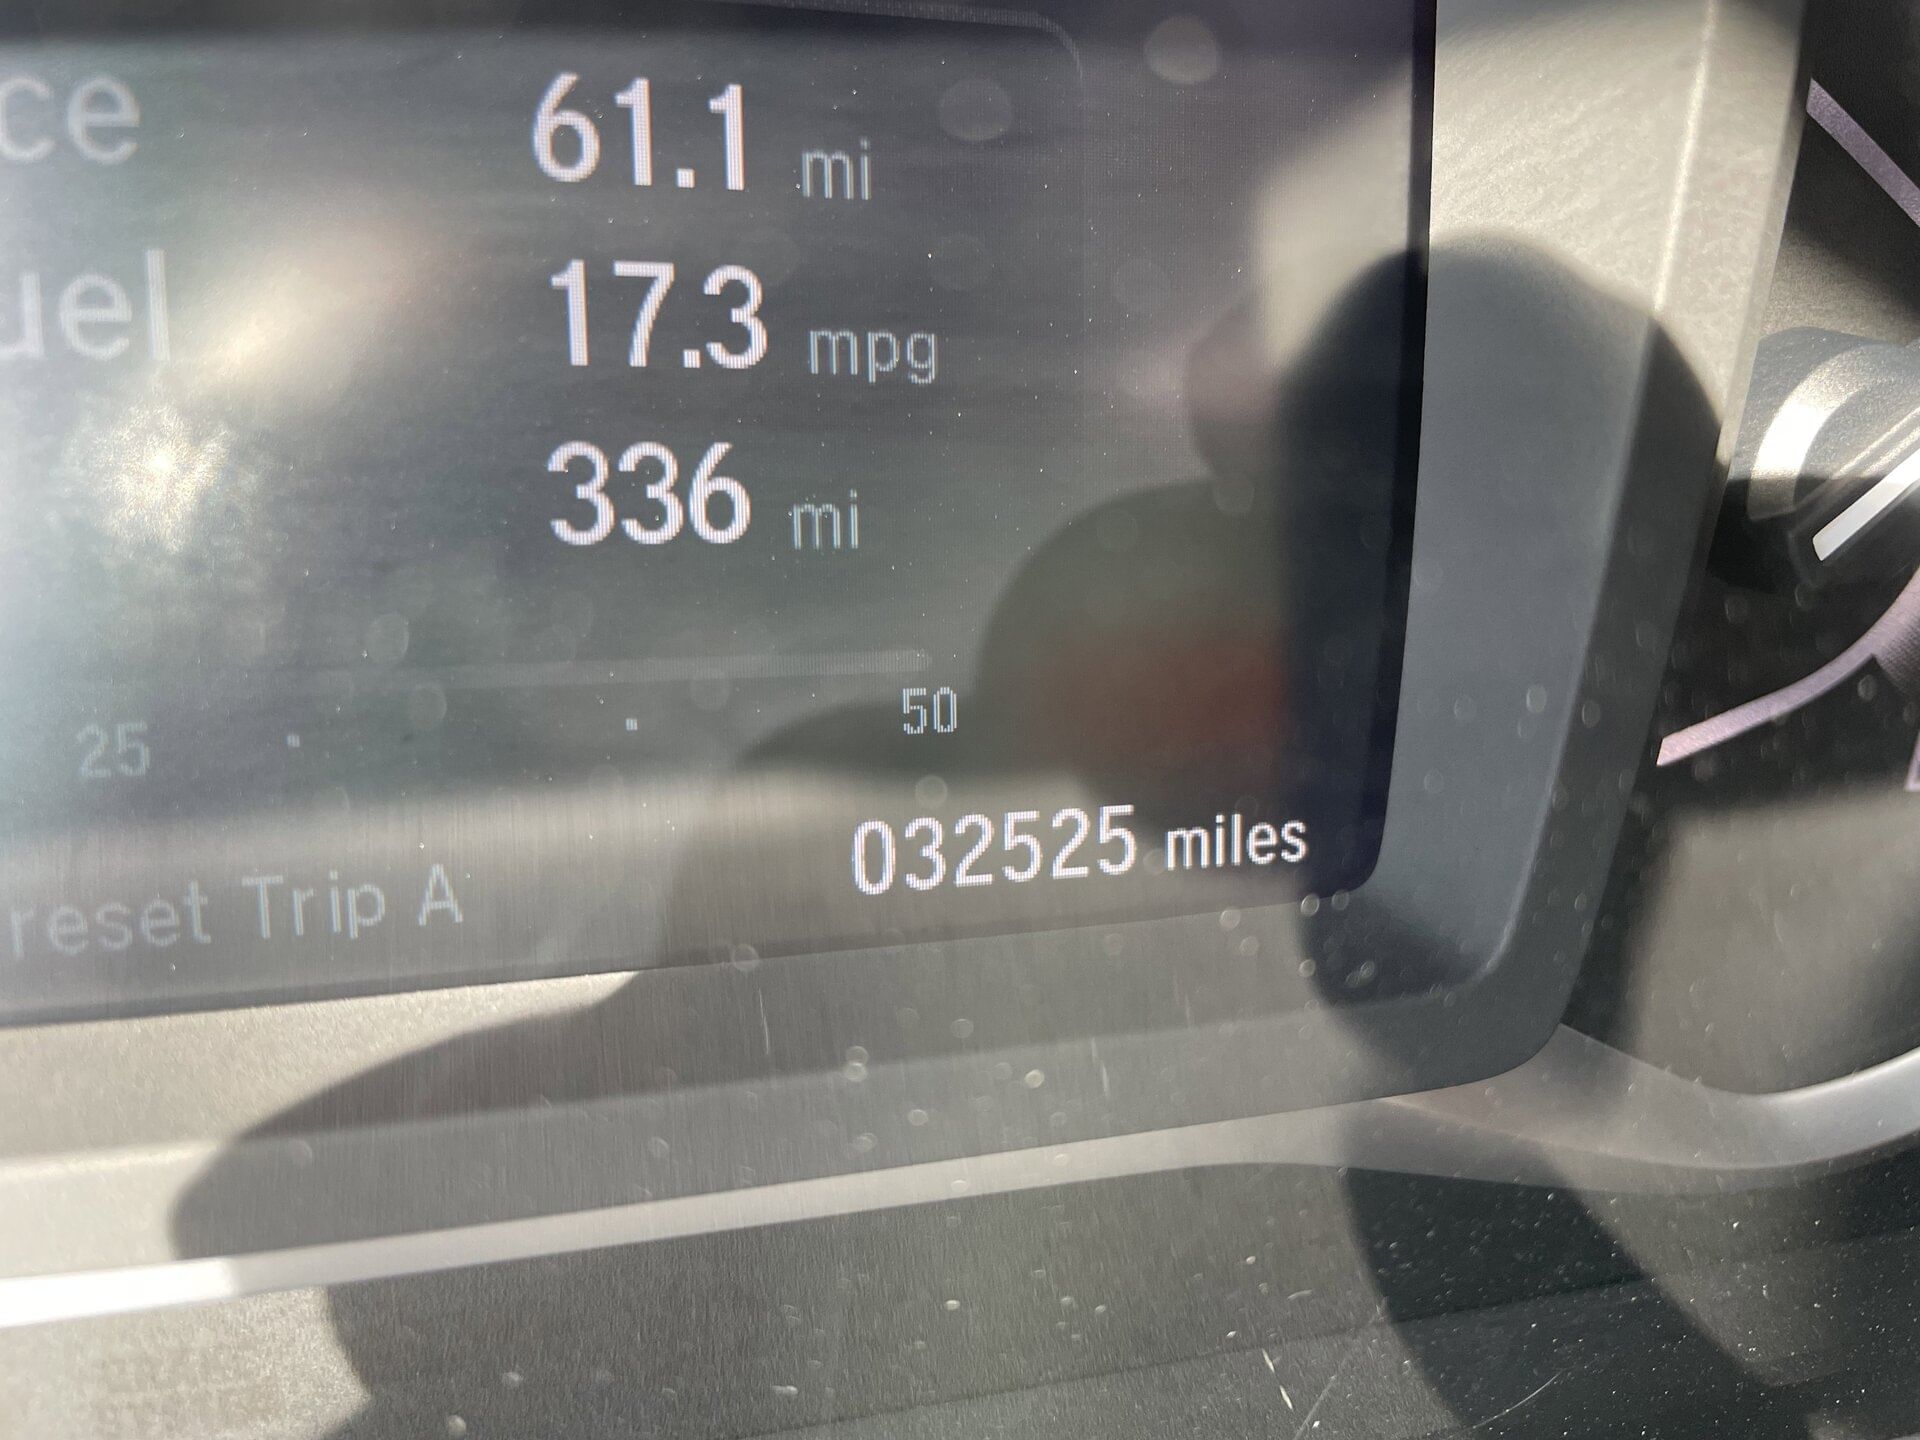 ce 61.1 mi
uel 17.3 mpg
336 mi
25 50
032525 miles
reset Trip A